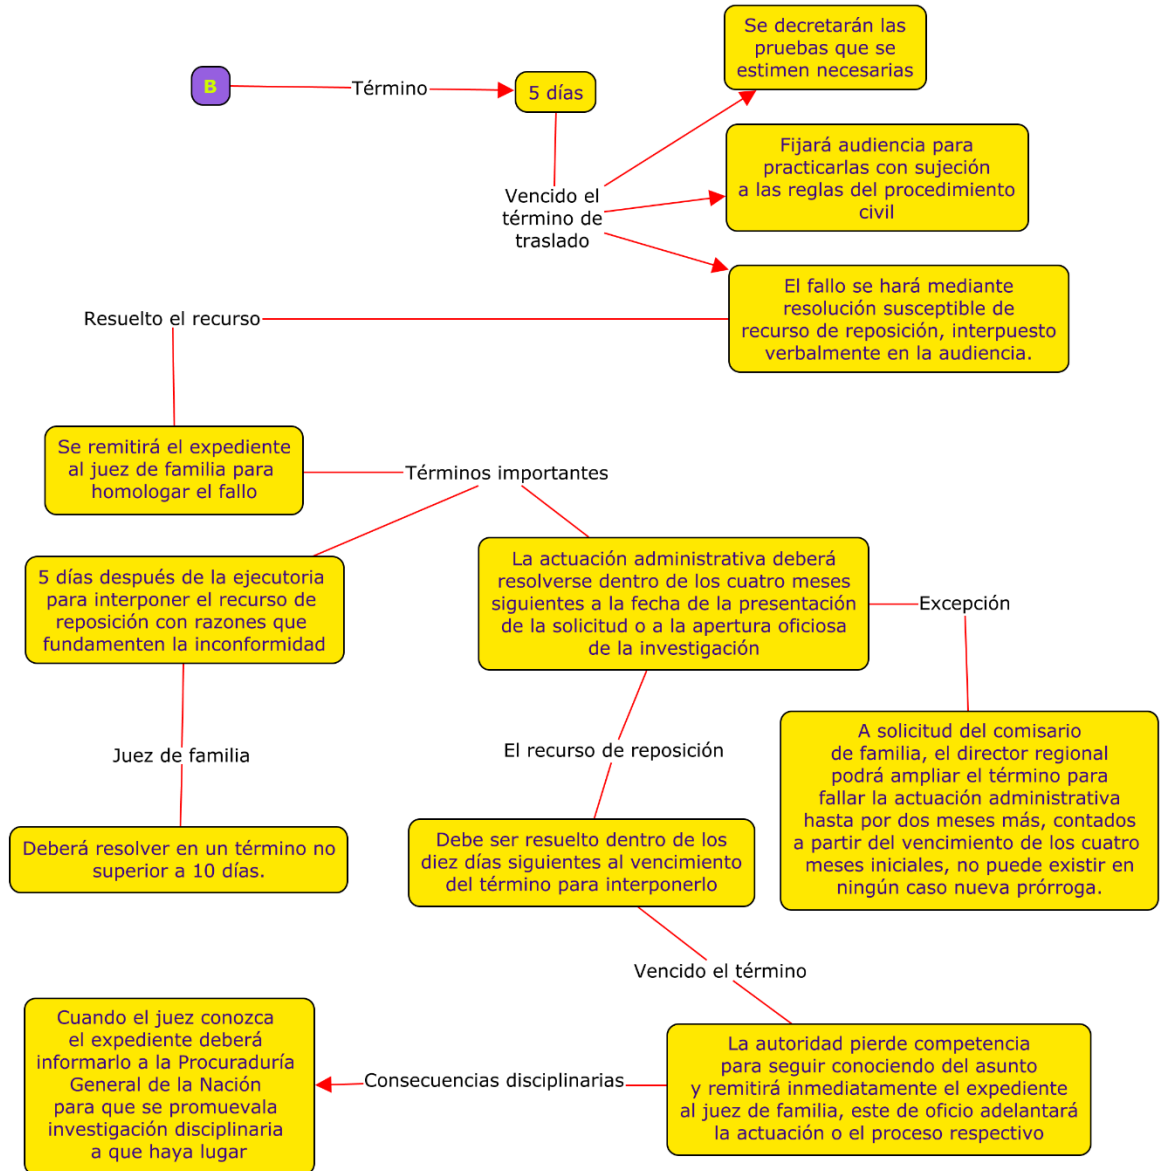 Se decretarán las
pruebas que se
estimen necesarias
B
Término
5 días
Fijará audiencia para
practicarlas con sujeción
a las reglas del procedimiento
civil
Vencido el
término de
traslado
El fallo se hará mediante
resolución susceptible de
recurso de reposición, interpuesto
verbalmente en la audiencia.
Resuelto el recurso
Se remitirá el expediente
al juez de familia para
homologar el fallo
Términos importantes
5 días después de la ejecutoria
para interponer el recurso de
reposición con razones que
fundamenten la inconformidad
La actuación administrativa deberá
resolverse dentro de los cuatro meses
siguientes a la fecha de la presentación
de la solicitud o a la apertura oficiosa
de la investigación
Excepción
Juez de familia
El recurso de reposición
A solicitud del comisario
de familia, el director regional
podrá ampliar el término para
fallar la actuación administrativa
hasta por dos meses más, contados
a partir del vencimiento de los cuatro
meses iniciales, no puede existir en
ningún caso nueva prórroga.
Deberá resolver en un término no
superior a 10 días.
Debe ser resuelto dentro de los
diez días siguientes al vencimiento
del término para interponerlo
Vencido el término
La autoridad pierde competencia
para seguir conociendo del asunto
y remitirá inmediatamente el expediente
al juez de familia, este de oficio adelantará
la actuación o el proceso respectivo
Consecuencias disciplinarias
Cuando el juez conozca
el expediente deberá
informarlo a la Procuraduría
General de la Nación
para que se promuevala
investigación disciplinaria
a que haya lugar